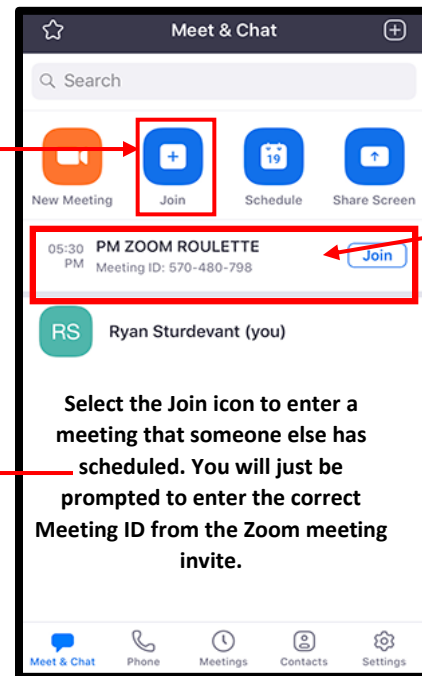 Meet & Chat
Search
19
New Meeting Join Schedule Share Screen
05:30 PM ZOOM ROULETTE
PM Meeting ID: 570-480-798 Join
RS Ryan Sturdevant (you)
Select the Join icon to enter a
meeting that someone else has
scheduled. You will just be
prompted to enter the correct
Meeting ID from the Zoom meeting
invite.
Meet & Chat Phone Meetings Contacts Settings